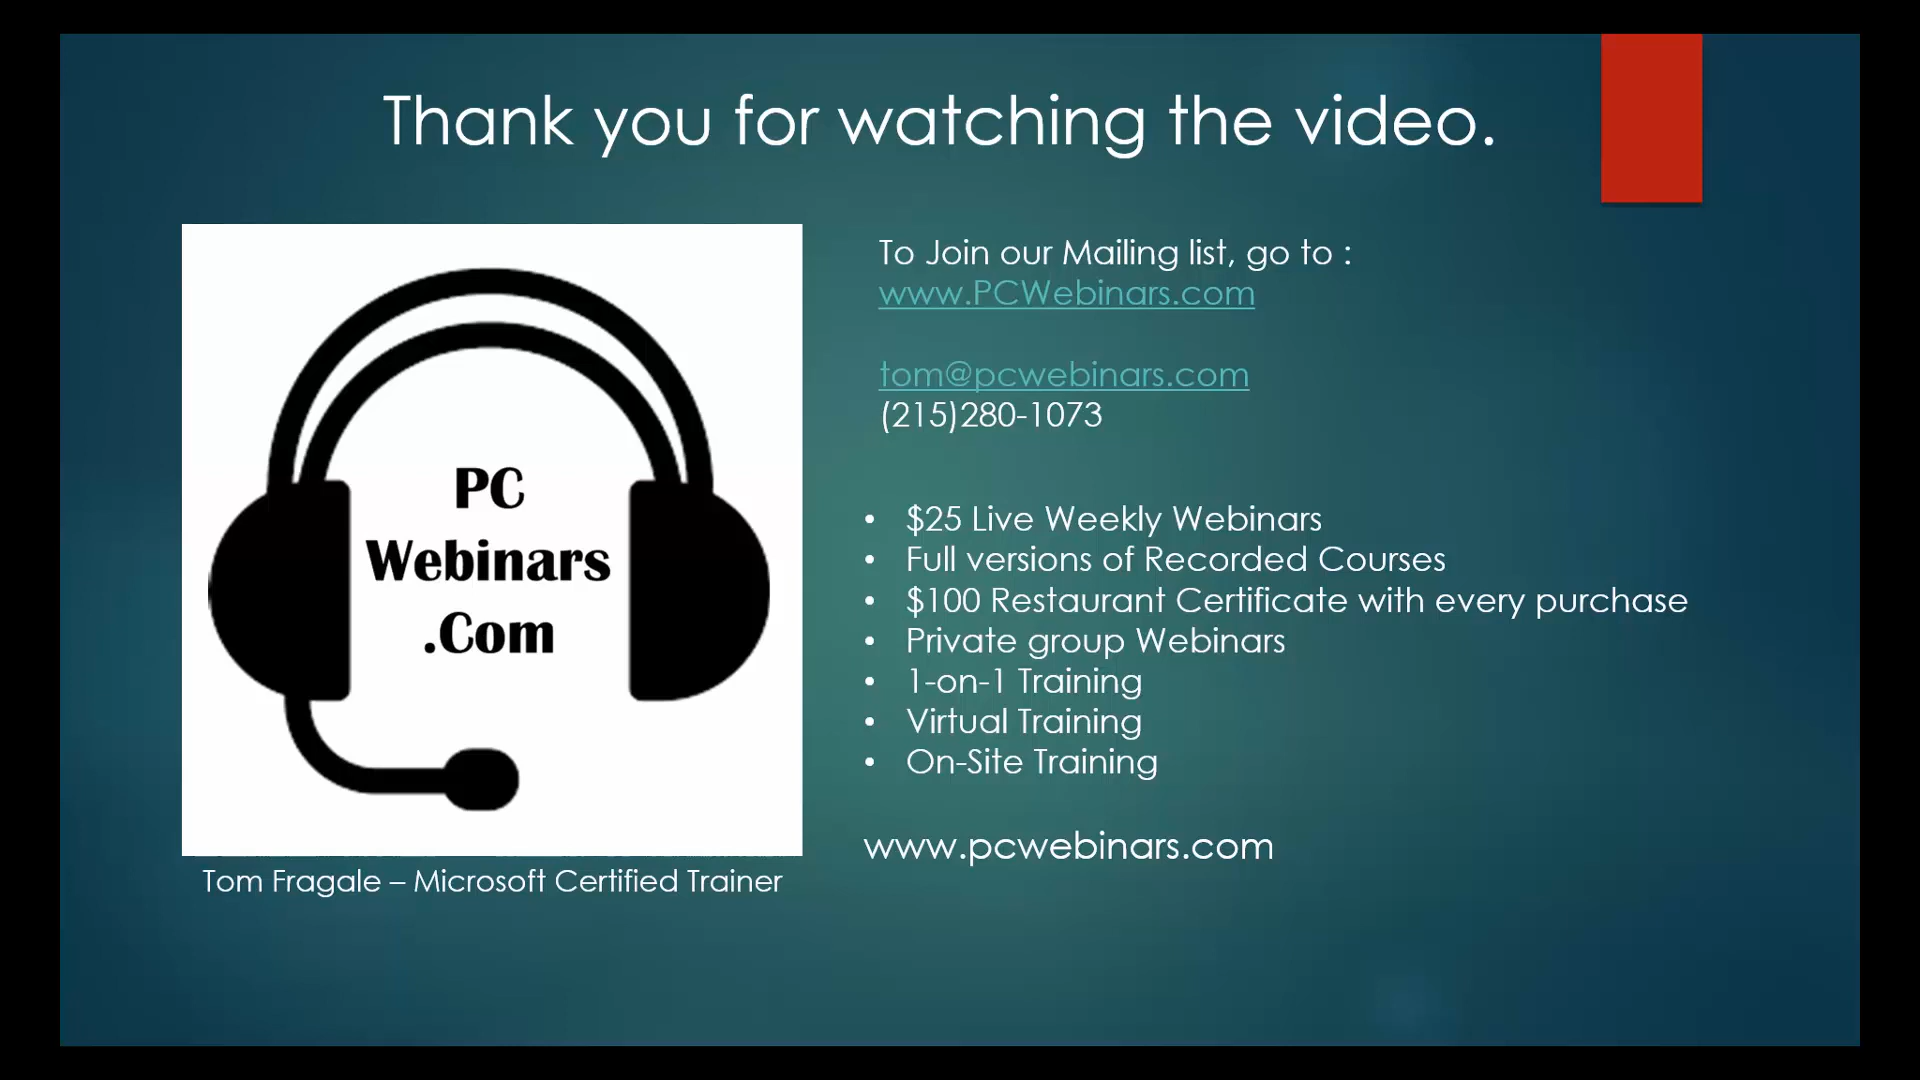 Thank you for watching the video.
PC
Webinars
.Com
Tom Fragale – Microsoft Certified Trainer
To Join our Mailing list, go to :
www.PCWebinars.com
tom@pcwebinars.com
(215)280-1073
• $25 Live Weekly Webinars
• Full versions of Recorded Courses
• $100 Restaurant Certificate with every purchase
• Private group Webinars
• 1-on-1 Training
• Virtual Training
• On-Site Training
www.pcwebinars.com